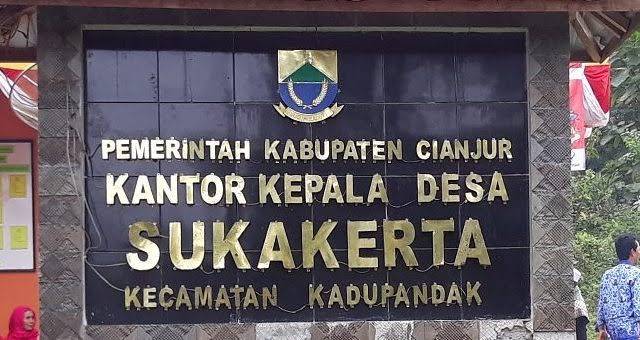 PEMERINTAH KABUPATEN CIANJUR
KANTOR KEPALA DESA
SUKAKERTA
KECAMATAN KADUPANDAK